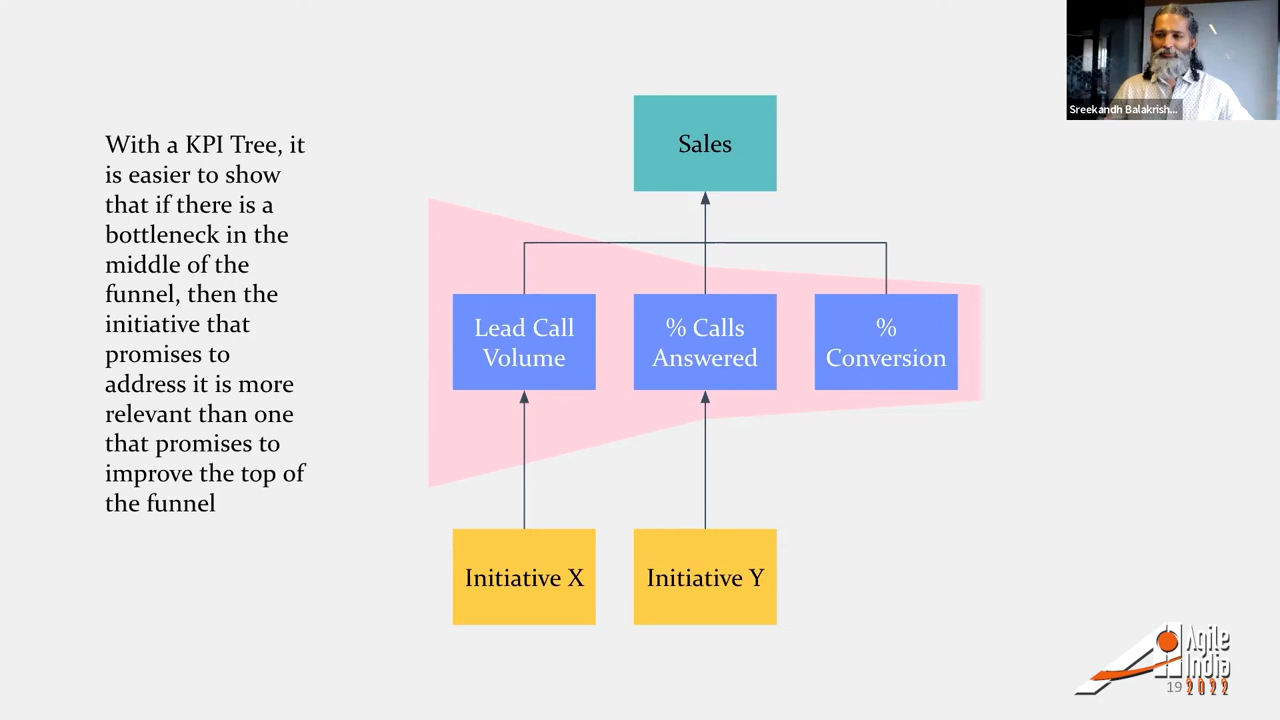 Sreekandh Balakrish...
With a KPI Tree, it
is easier to show
that if there is a
bottleneck in the
middle of the
funnel, then the
initiative that
promises to
address it is more
relevant than one
that promises to
improve the top of
the funnel
Sales
Lead Call
Volume
% Calls
Answered
%
Conversion
Initiative X
Initiative Y
Agile
India
2022
19